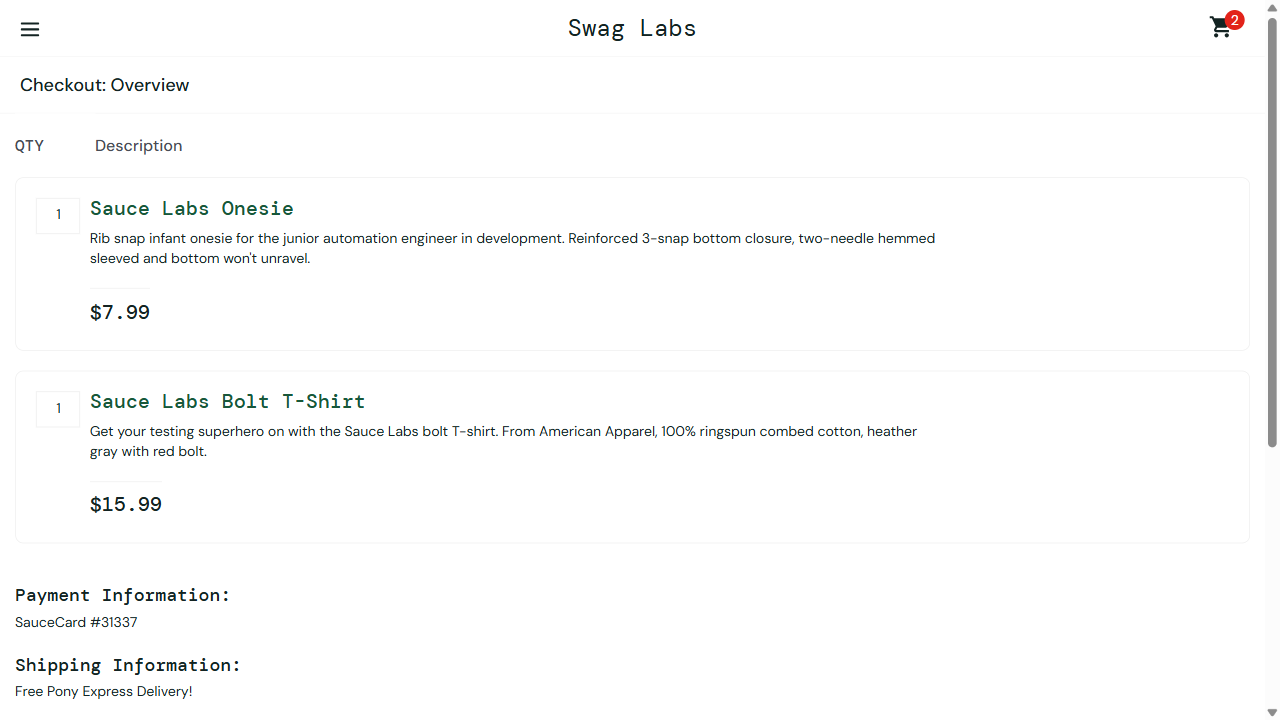 Swag Labs
2
Checkout: Overview
QTY Description
1
Sauce Labs Onesie
Rib snap infant onesie for the junior automation engineer in development. Reinforced 3-snap bottom closure, two-needle hemmed
sleeved and bottom won't unravel.
$7.99
1
Sauce Labs Bolt T-Shirt
Get your testing superhero on with the Sauce Labs bolt T-shirt. From American Apparel, 100% ringspun combed cotton, heather
gray with red bolt.
$15.99
Payment Information:
SauceCard #31337
Shipping Information:
Free Pony Express Delivery!